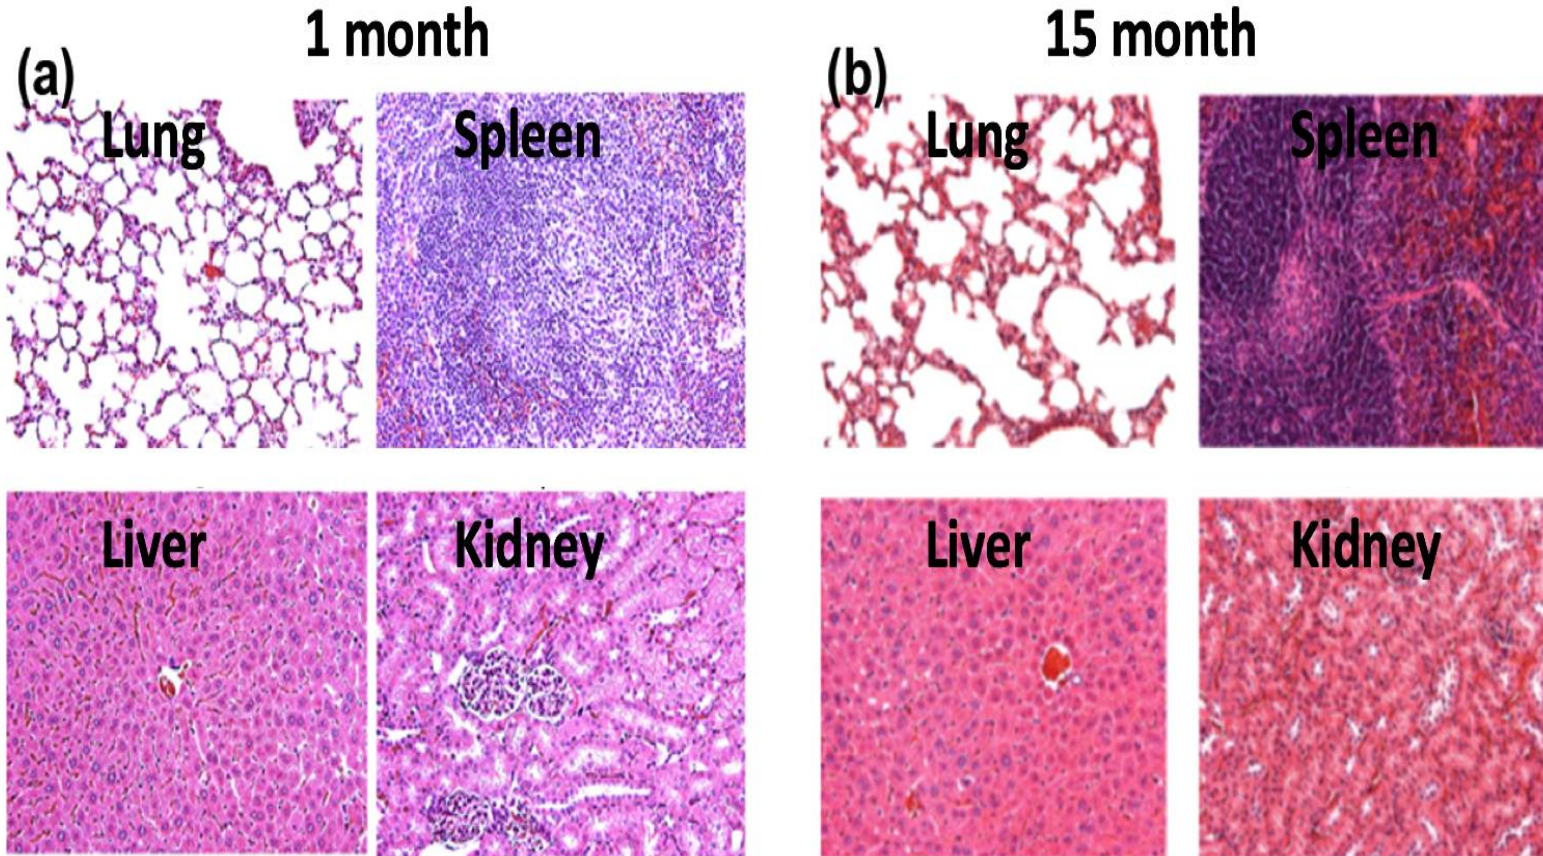 1 month
15 month
(a)
(b)
Lung
Spleen
Lung
Spleen
Liver
Kidney
Liver
Kidney